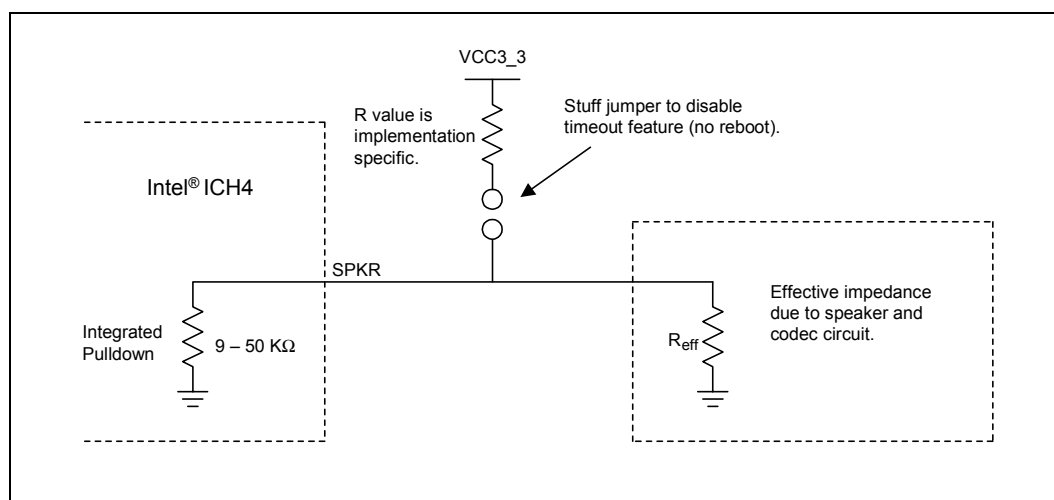 VCC3_3
R value is
implementation
specific.
Stuff jumper to disable
timeout feature (no reboot).
Intel® ICH4
SPKR
Integrated
Pulldown
9 – 50 KΩ
Reff
Effective impedance
due to speaker and
codec circuit.